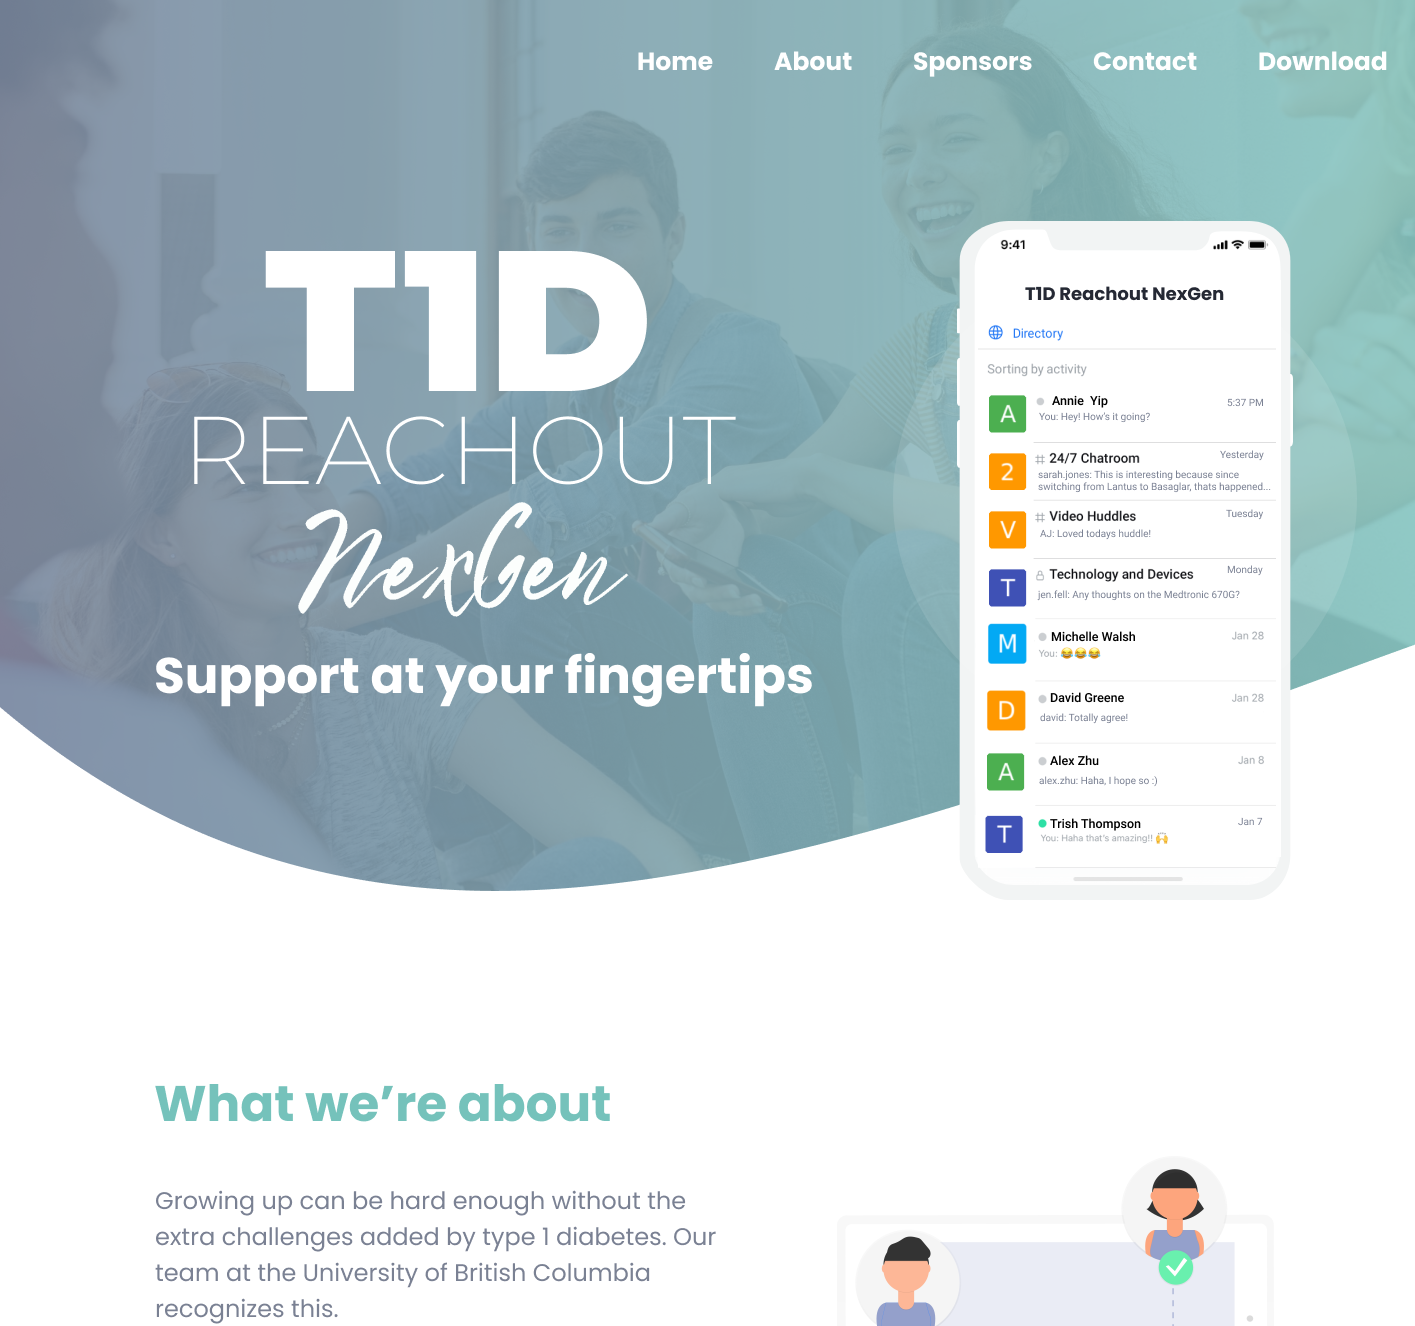 Home About Sponsors Contact Download
T1D
REACHOUT
NexGen
Support at your fingertips
9:41
T1D Reachout NexGen
Directory
Sorting by activity
A
Annie Yip
5:37 PM
You: Hey! How's it going?
2
24/7 Chatroom
Yesterday
sarah.jones: This is interesting because since
switching from Lantus to Basaglar, thats happened...
V
Video Huddles
Tuesday
AJ: Loved todays huddle!
T
Technology and Devices
Monday
jen.fell: Any thoughts on the Medtronic 670G?
M
Michelle Walsh
Jan 28
You: 😂😂😂
D
David Greene
Jan 28
david: Totally agree!
A
Alex Zhu
Jan 8
alex.zhu: Haha, I hope so :)
T
Trish Thompson
Jan 7
You: Haha that's amazing!! 🙌
What we’re about
Growing up can be hard enough without the
extra challenges added by type 1 diabetes. Our
team at the University of British Columbia
recognizes this.